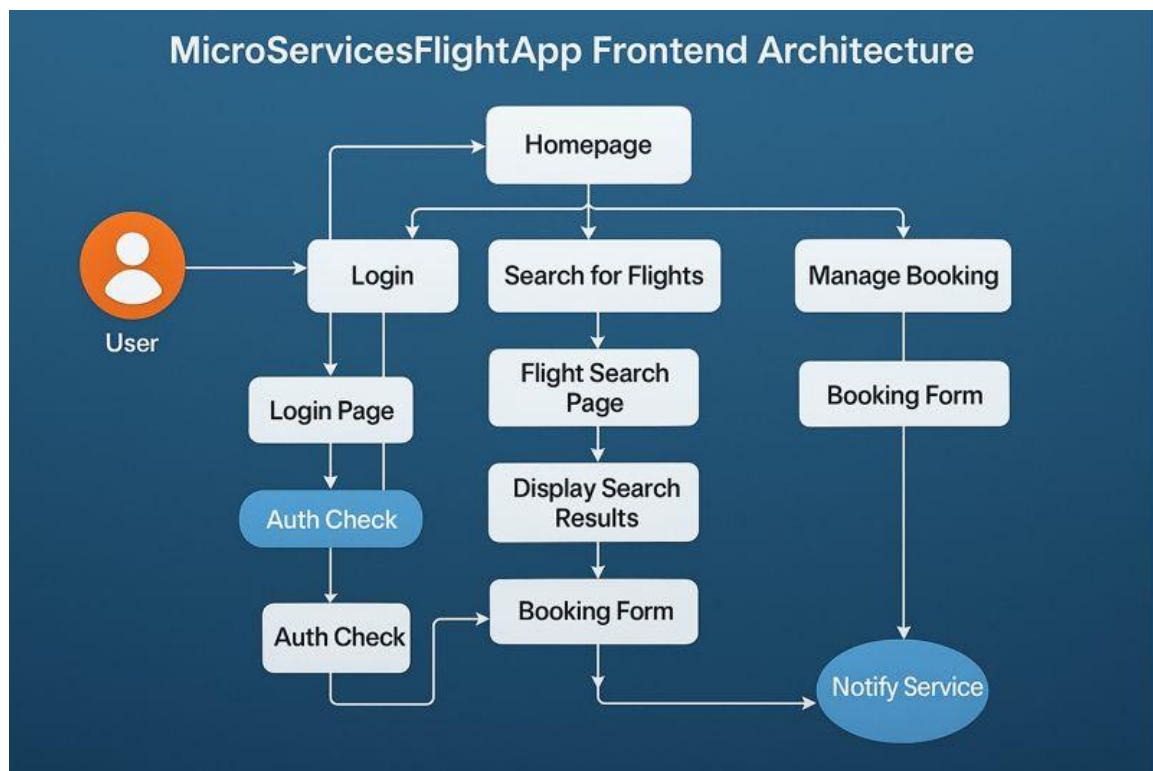 MicroServicesFlightApp Frontend Architecture
Homepage
User
Login
Search for Flights
Manage Booking
Login Page
Flight Search
Page
Booking Form
Auth Check
Display Search
Results
Auth Check
Booking Form
Notify Service